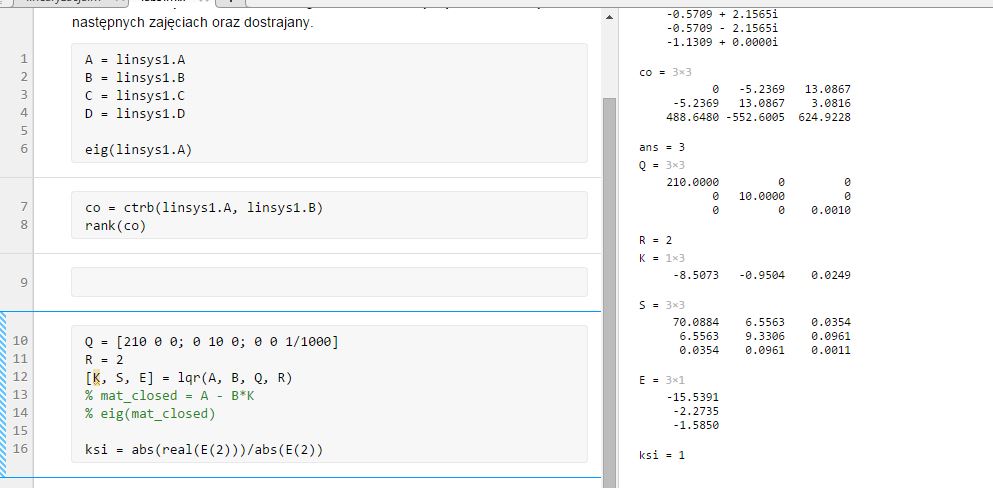 następnych zajęciach oraz dostrajany.
1 A = linsys1.A
2 B = linsys1.B
3 C = linsys1.C
4 D = linsys1.D
5
6 eig(linsys1.A)
7 co = ctrb(linsys1.A, linsys1.B)
8 rank(co)
9
10 Q = [210 0 0; 0 10 0; 0 0 1/1000]
11 R = 2
12 [K, S, E] = lqr(A, B, Q, R)
13 % mat_closed = A - B*K
14 % eig(mat_closed)
15
16 ksi = abs(real(E(2)))/abs(E(2))
-0.5709 + 2.1565i
-0.5709 - 2.1565i
-1.1309 + 0.0000i
co = 3×3
0 -5.2369 13.0867
-5.2369 13.0867 3.0816
488.6480 -552.6005 624.9228
ans = 3
Q = 3×3
210.0000 0 0
0 10.0000 0
0 0 0.0010
R = 2
K = 1×3
-8.5073 -0.9504 0.0249
S = 3×3
70.0884 6.5563 0.0354
6.5563 9.3306 0.0961
0.0354 0.0961 0.0011
E = 3×1
-15.5391
-2.2735
-1.5850
ksi = 1